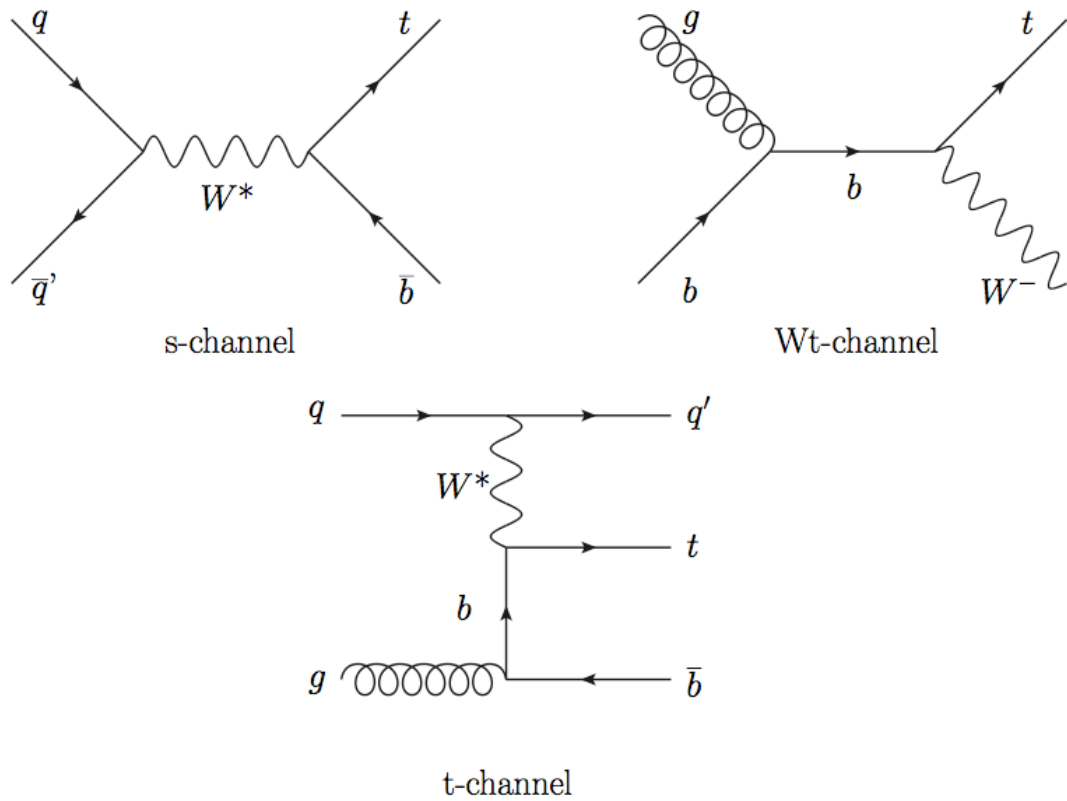 q
t
W*
q̄'
b̄
s-channel
g
t
b
b
W⁻
Wt-channel
q
q′
W*
t
b
g
b̄
t-channel